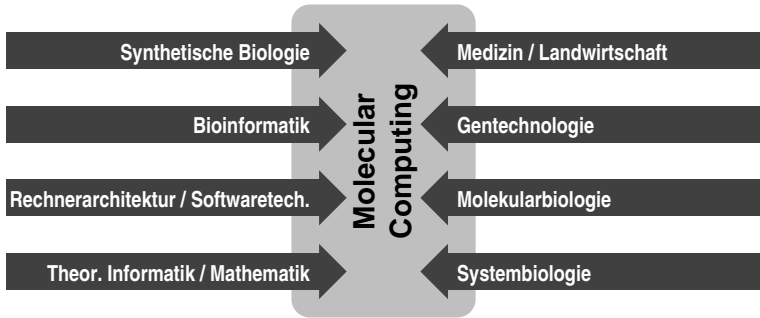 Synthetische Biologie
Bioinformatik
Rechnerarchitektur / Softwaretech.
Theor. Informatik / Mathematik
Molecular
Computing
Medizin / Landwirtschaft
Gentechnologie
Molekularbiologie
Systembiologie